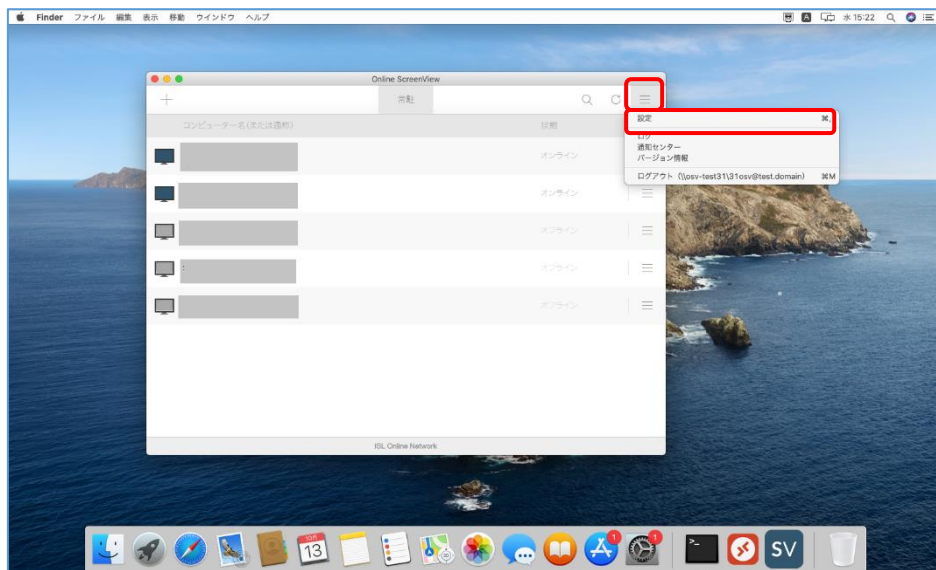 Finder ファイル 編集 表示 移動 ウインドウ ヘルプ A 水 15:22
Online ScreenView
常駐
コンピューター名(または通称) 状態
設定 ⌘,
ログ
通知センター
バージョン情報
ログアウト (\\osv-test31\31osv@test.domain) ⌘M
オンライン
オンライン
オフライン
: オフライン
オフライン
ISL Online Network
10月
13
1
1
>_
SV